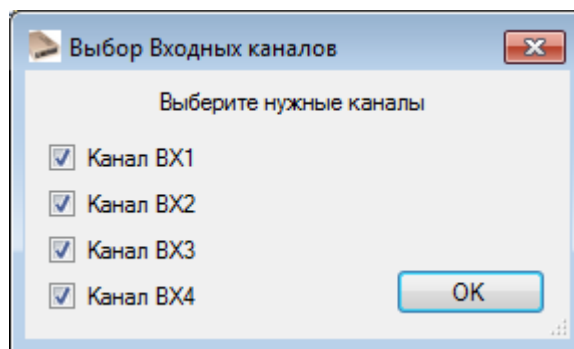 Выбор Входных каналов
Выберите нужные каналы
Канал ВХ1
Канал ВХ2
Канал ВХ3
Канал ВХ4
OK